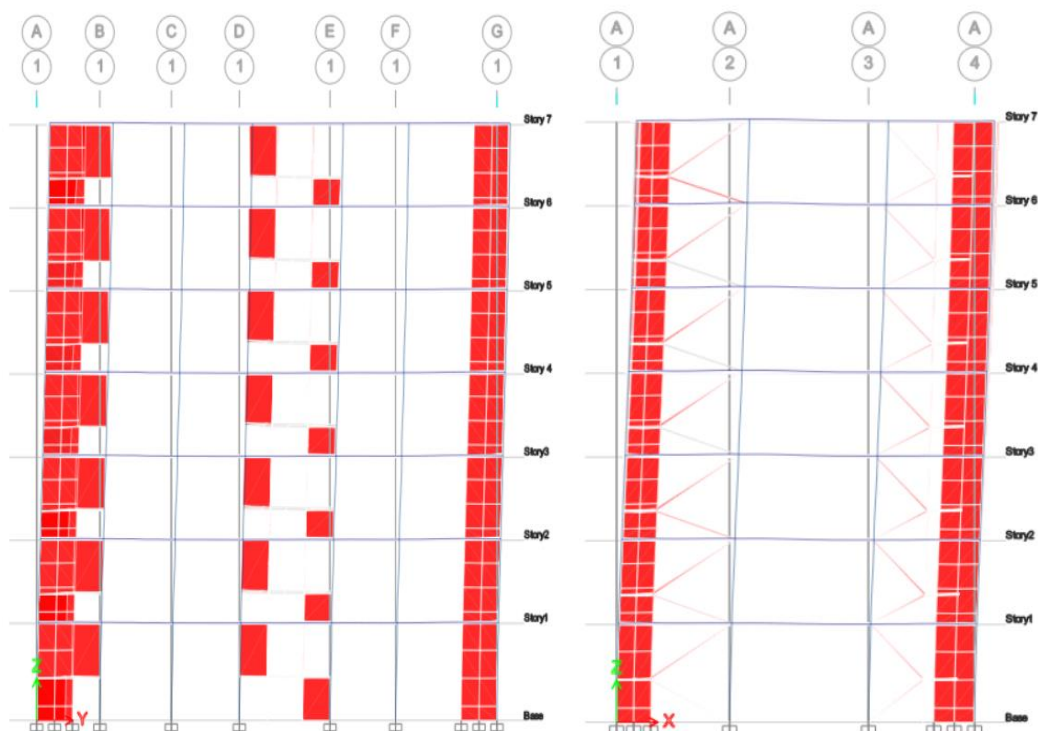 A B C D E F G
1 1 1 1 1 1 1
Story 7
Story 6
Story 5
Story 4
Story3
Story2
Story1
Z
Y
Base
A A A A
1 2 3 4
Story 7
Story 6
Story 5
Story 4
Story3
Story2
Story1
Z
X
Base